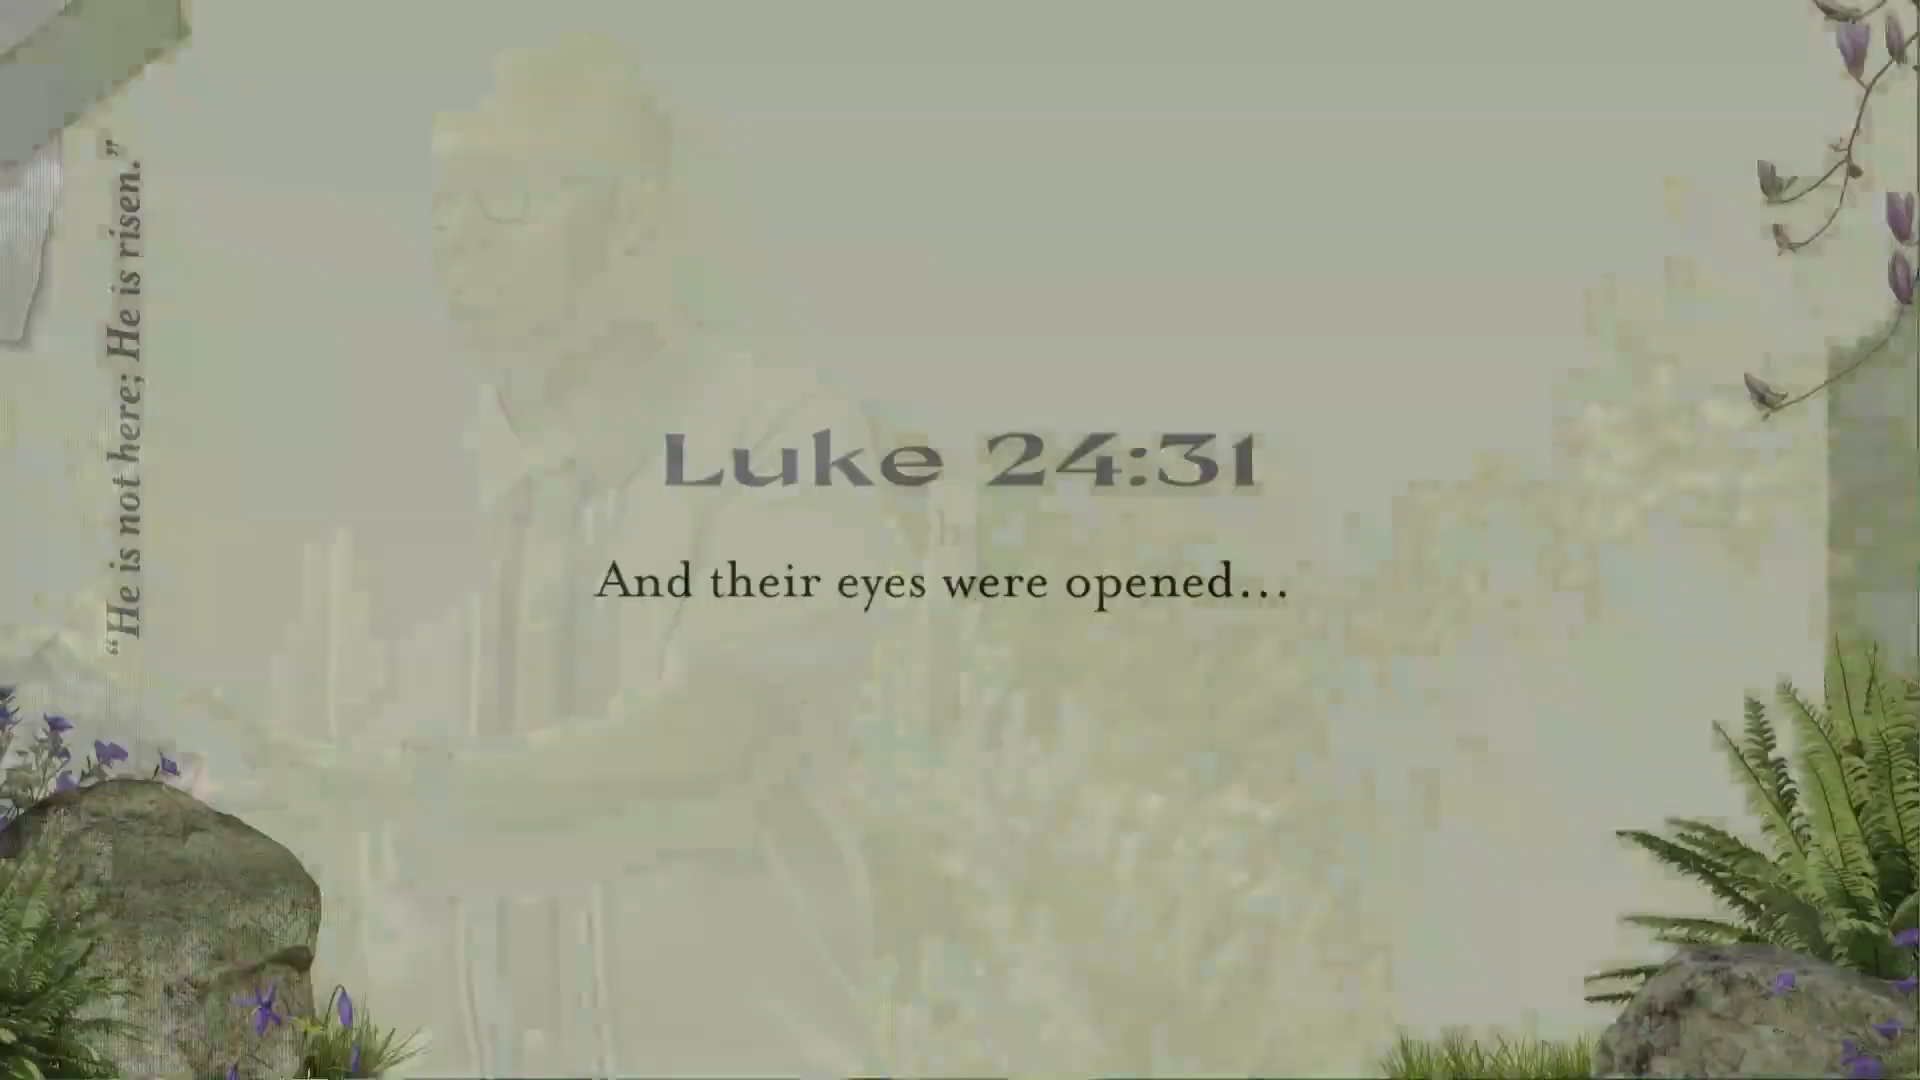 “He is not here; He is risen.”
Luke 24:31
And their eyes were opened…